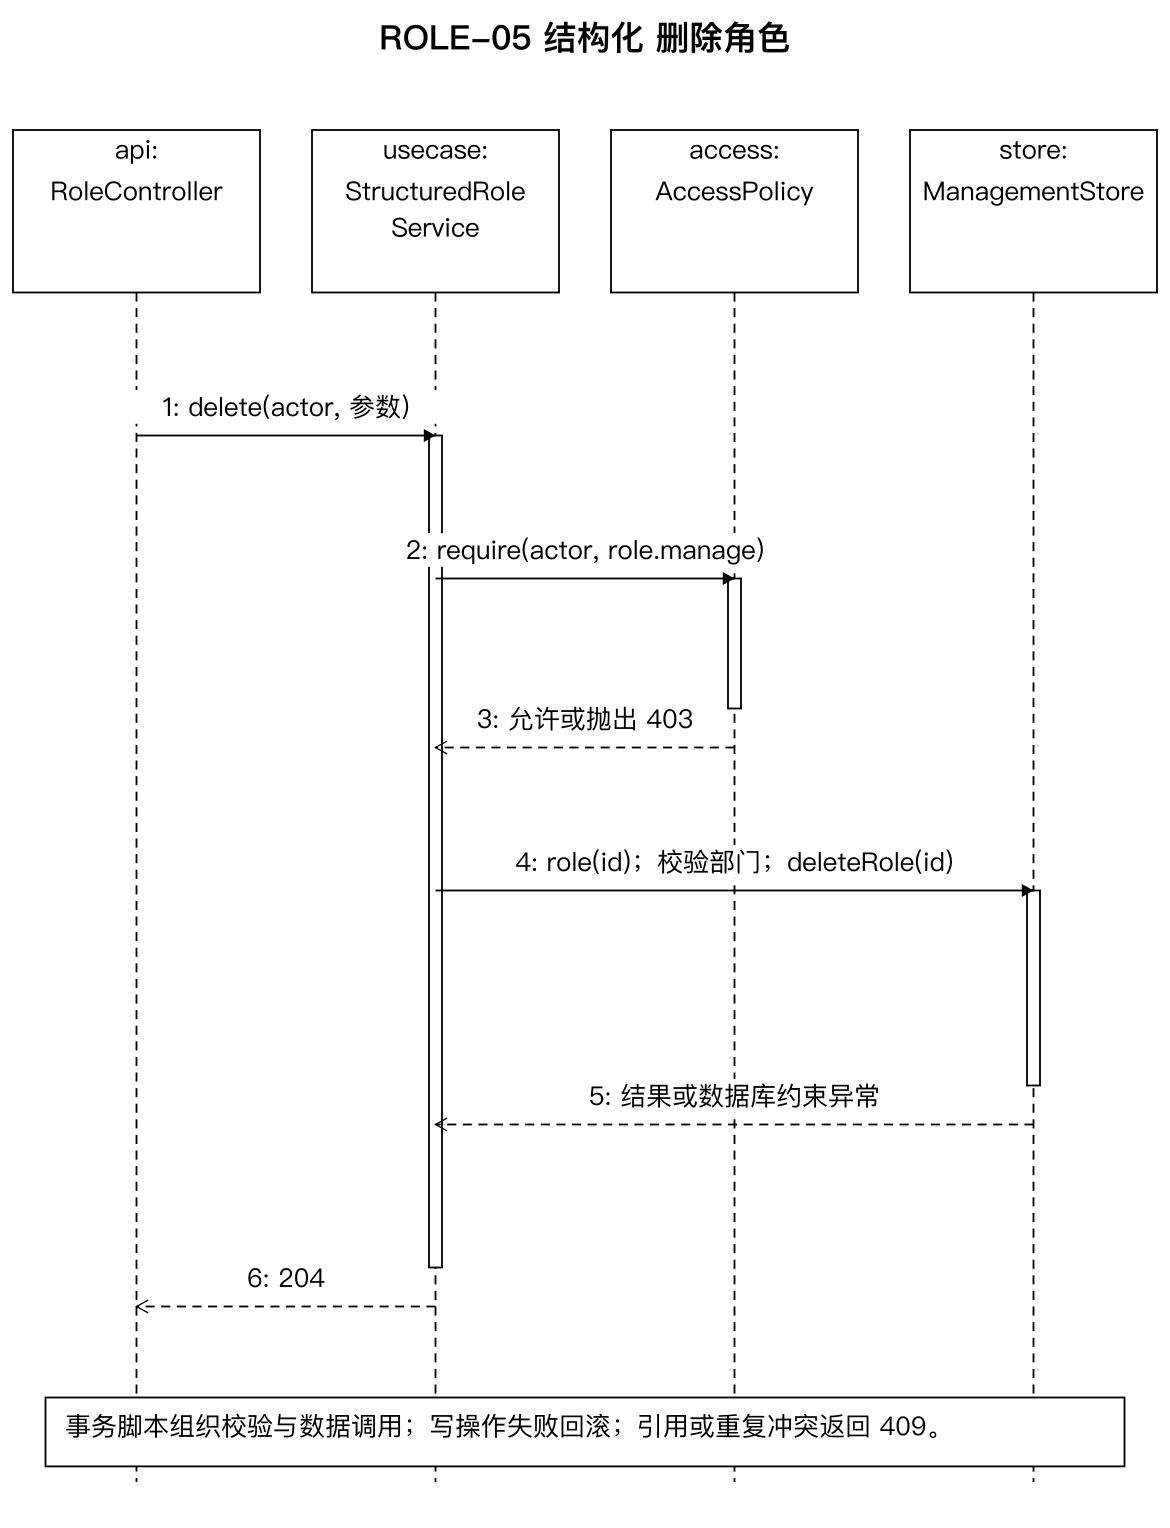 ROLE–05 结构化 删除角色
api:
RoleController
usecase:
StructuredRole
Service
access:
AccessPolicy
store:
ManagementStore
1: delete(actor, 参数)
2: require(actor, role.manage)
3: 允许或抛出 403
4: role(id)；校验部门；deleteRole(id)
5: 结果或数据库约束异常
6: 204
事务脚本组织校验与数据调用；写操作失败回滚；引用或重复冲突返回 409。